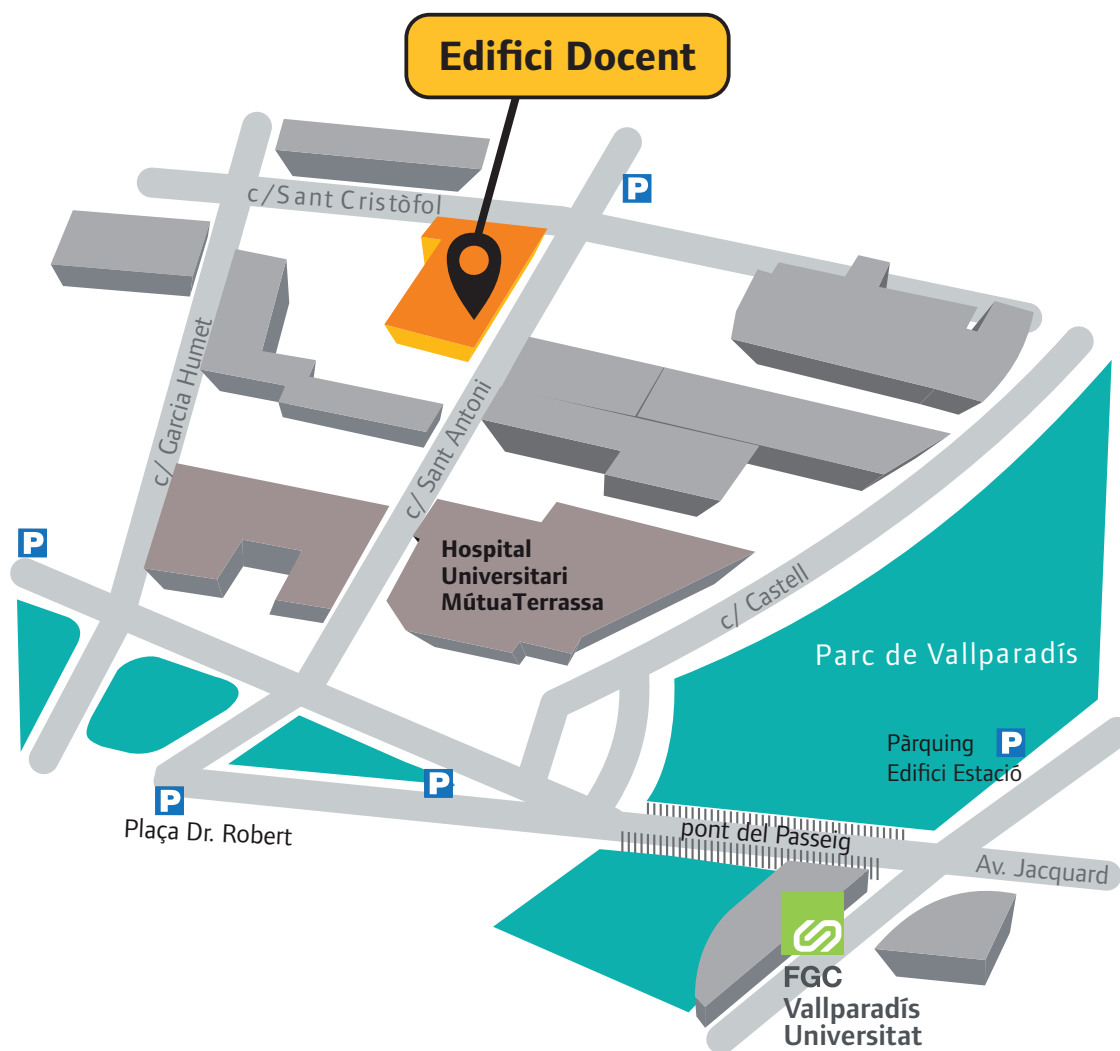 Edifici Docent
P
c/Sant Cristòfol
c/ Garcia Humet
c/ Sant Antoni
P
Hospital
Universitari
MútuaTerrassa
c/ Castell
Parc de Vallparadís
Pàrquing P
Edifici Estació
P
P
Plaça Dr. Robert
pont del Passeig
Av. Jacquard
FGC
Vallparadís
Universitat